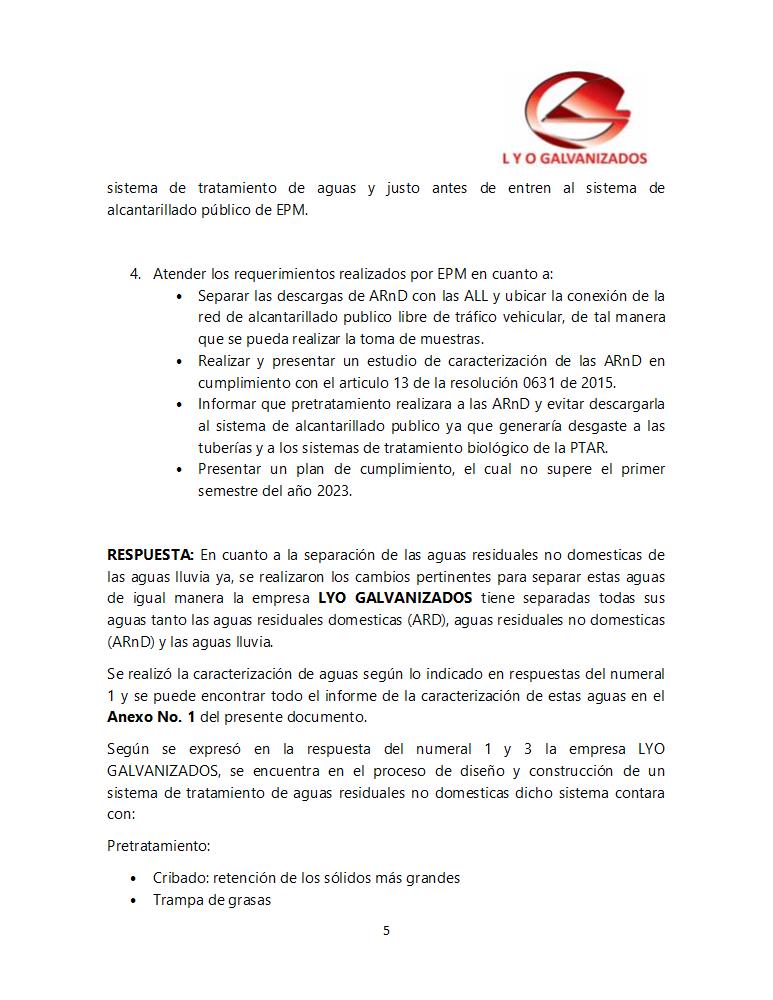 L Y O GALVANIZADOS
sistema de tratamiento de aguas y justo antes de entren al sistema de
alcantarillado público de EPM.
4. Atender los requerimientos realizados por EPM en cuanto a:
• Separar las descargas de ARnD con las ALL y ubicar la conexión de la
red de alcantarillado publico libre de tráfico vehicular, de tal manera
que se pueda realizar la toma de muestras.
• Realizar y presentar un estudio de caracterización de las ARnD en
cumplimiento con el articulo 13 de la resolución 0631 de 2015.
• Informar que pretratamiento realizara a las ARnD y evitar descargarla
al sistema de alcantarillado publico ya que generaría desgaste a las
tuberías y a los sistemas de tratamiento biológico de la PTAR.
• Presentar un plan de cumplimiento, el cual no supere el primer
semestre del año 2023.
RESPUESTA: En cuanto a la separación de las aguas residuales no domesticas de
las aguas lluvia ya, se realizaron los cambios pertinentes para separar estas aguas
de igual manera la empresa LYO GALVANIZADOS tiene separadas todas sus
aguas tanto las aguas residuales domesticas (ARD), aguas residuales no domesticas
(ARnD) y las aguas lluvia.
Se realizó la caracterización de aguas según lo indicado en respuestas del numeral
1 y se puede encontrar todo el informe de la caracterización de estas aguas en el
Anexo No. 1 del presente documento.
Según se expresó en la respuesta del numeral 1 y 3 la empresa LYO
GALVANIZADOS, se encuentra en el proceso de diseño y construcción de un
sistema de tratamiento de aguas residuales no domesticas dicho sistema contara
con:
Pretratamiento:
• Cribado: retención de los sólidos más grandes
• Trampa de grasas
5